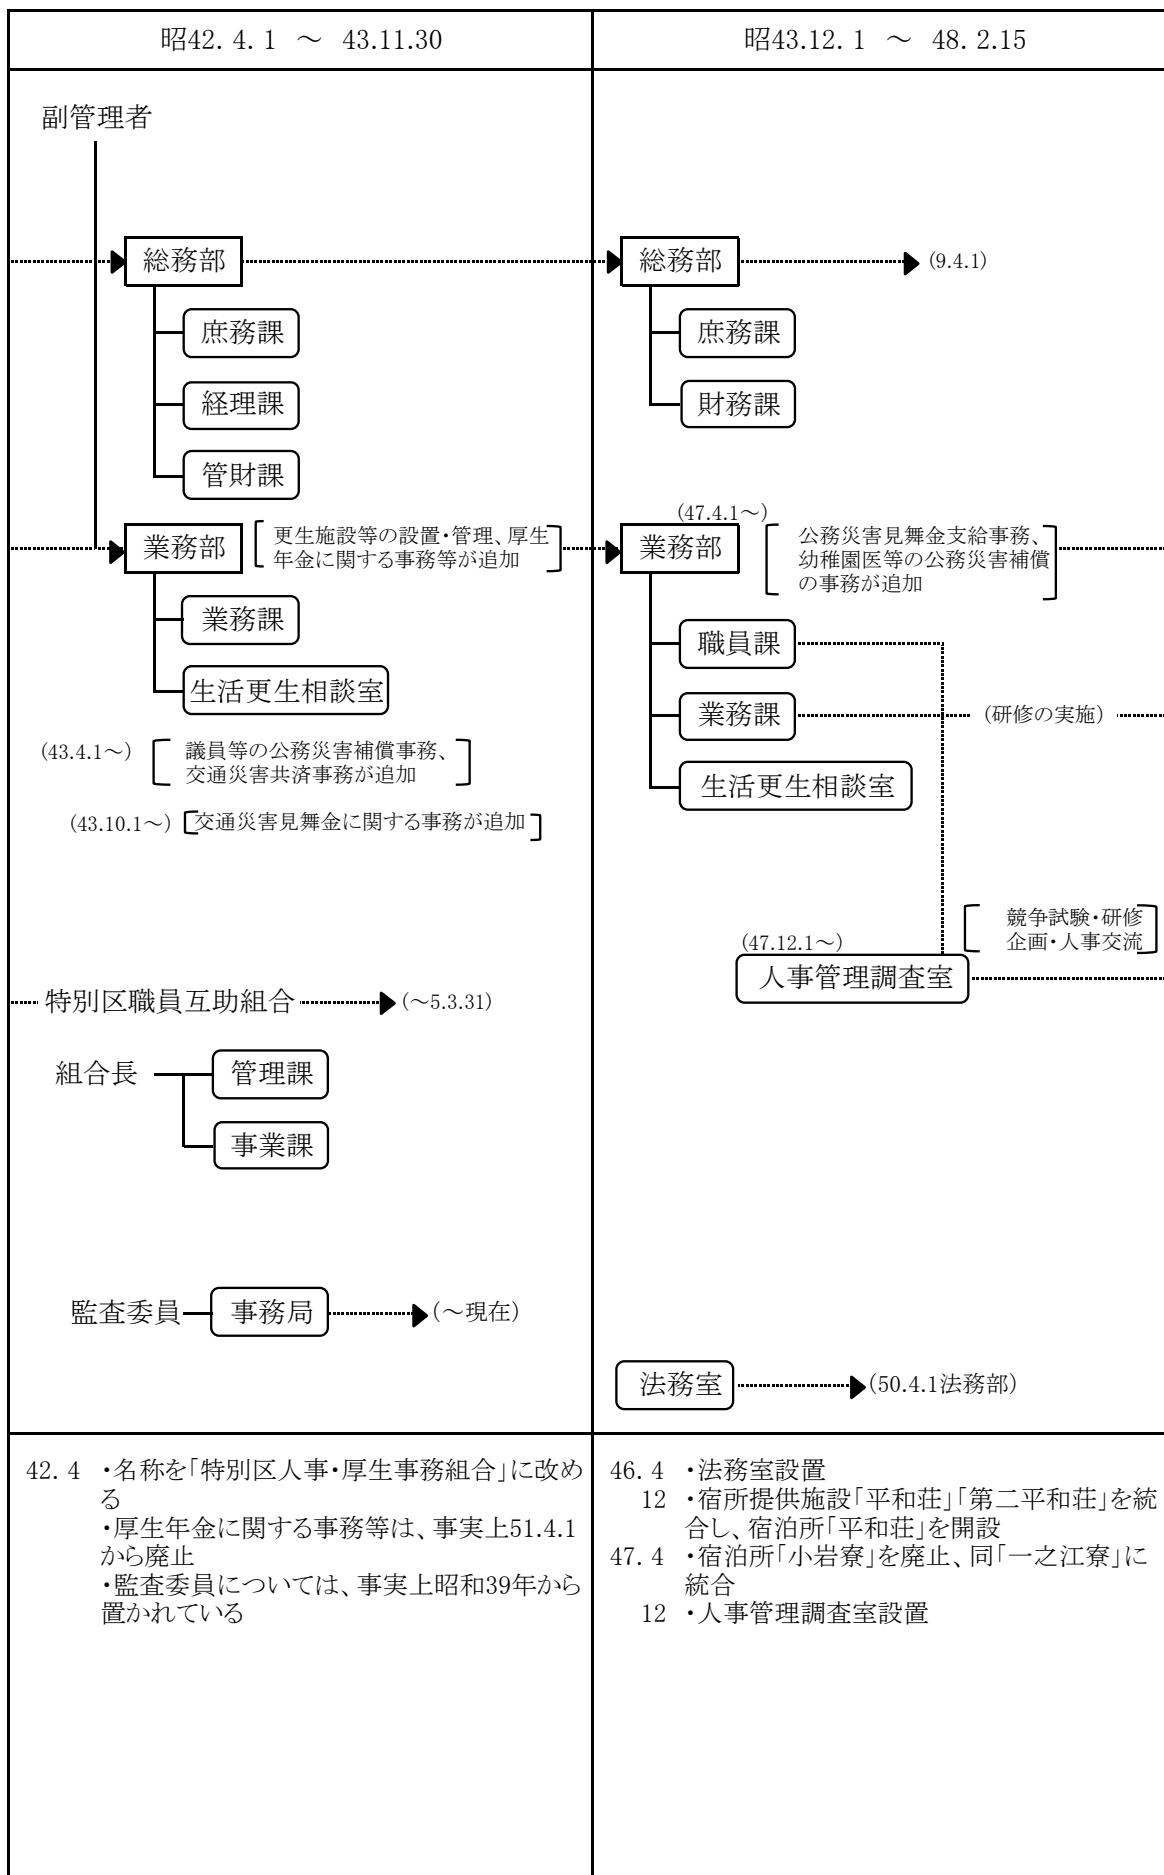 昭42. 4. 1 ～ 43.11.30
副管理者
総務部
庶務課
経理課
管財課
業務部
更生施設等の設置・管理、厚生
年金に関する事務等が追加
業務課
生活更生相談室
(43.4.1～)
議員等の公務災害補償事務、
交通災害共済事務が追加
(43.10.1～)
交通災害見舞金に関する事務が追加
特別区職員互助組合
(～5.3.31)
組合長
管理課
事業課
監査委員
事務局
(～現在)
42. 4 ・名称を「特別区人事・厚生事務組合」に改め
る
・厚生年金に関する事務等は、事実上51.4.1
から廃止
・監査委員については、事実上昭和39年から
置かれている
昭43.12. 1 ～ 48. 2.15
総務部
(9.4.1)
庶務課
財務課
(47.4.1～)
業務部
公務災害見舞金支給事務、
幼稚園医等の公務災害補償
の事務が追加
職員課
業務課
(研修の実施)
生活更生相談室
競争試験・研修
企画・人事交流
(47.12.1～)
人事管理調査室
法務室
(50.4.1法務部)
46. 4 ・法務室設置
12 ・宿所提供施設「平和荘」「第二平和荘」を統
合し、宿泊所「平和荘」を開設
47. 4 ・宿泊所「小岩寮」を廃止、同「一之江寮」に
統合
12 ・人事管理調査室設置